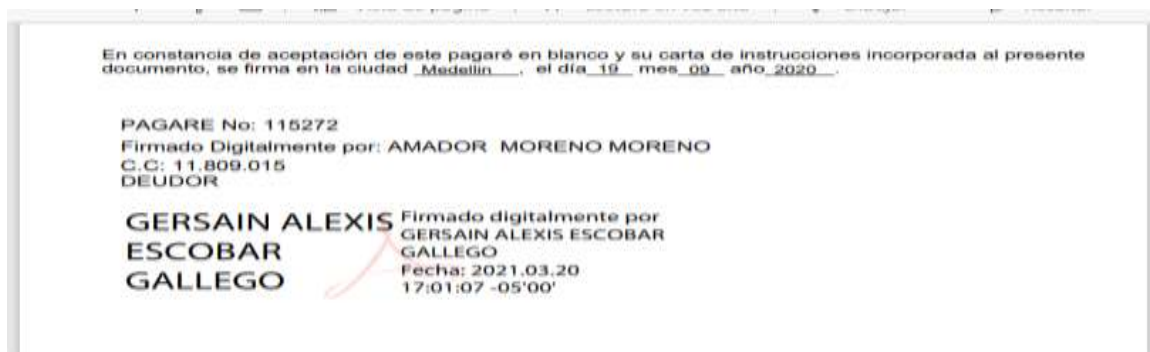 En constancia de aceptación de este pagaré en blanco y su carta de instrucciones incorporada al presente
documento, se firma en la ciudad Medellin , el día 19 mes 09 año 2020 .
PAGARE No: 115272
Firmado Digitalmente por: AMADOR MORENO MORENO
C.C: 11.809.015
DEUDOR
GERSAIN ALEXIS
ESCOBAR
GALLEGO
Firmado digitalmente por
GERSAIN ALEXIS ESCOBAR
GALLEGO
Fecha: 2021.03.20
17:01:07 -05'00'